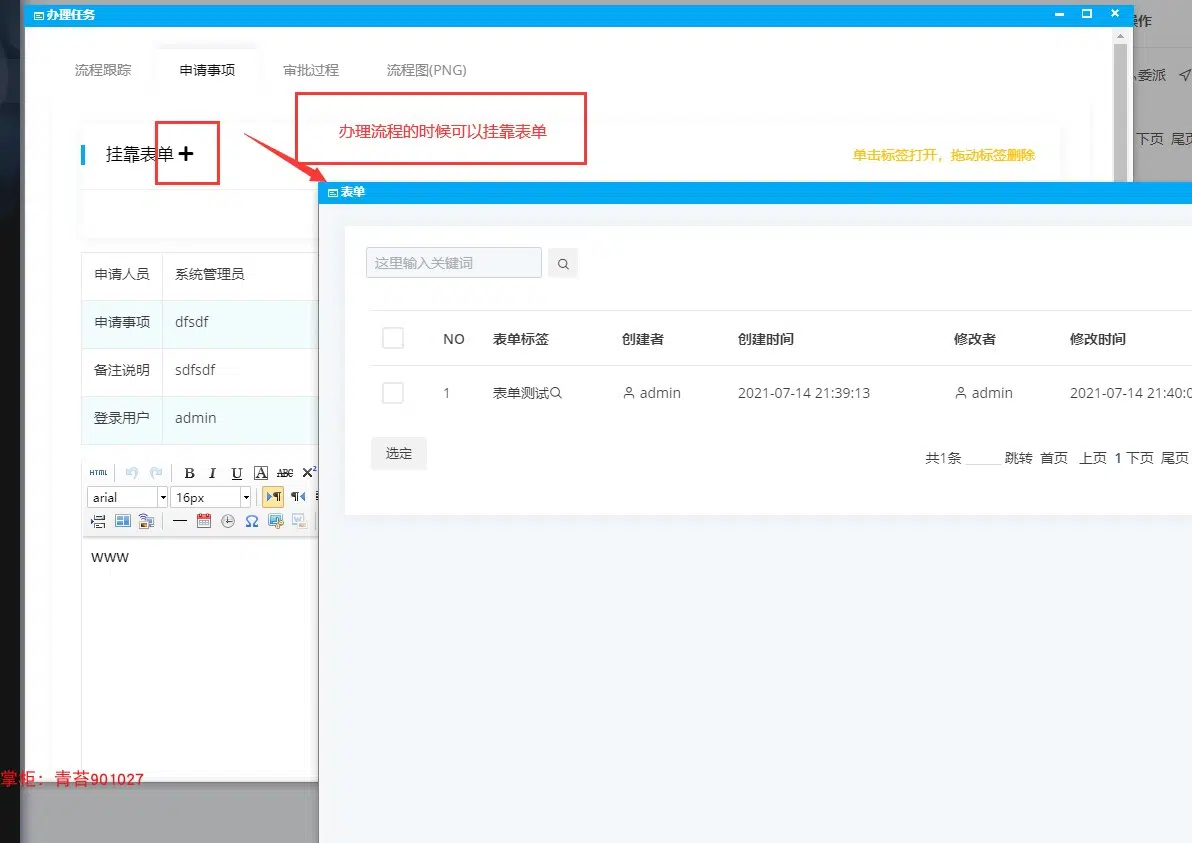 办理任务
操作
流程跟踪 申请事项 审批过程 流程图(PNG)
委派
办理流程的时候可以挂靠表单
下页 尾页
挂靠表单
单击标签打开，拖动标签删除
表单
这里输入关键词
申请人员 系统管理员
申请事项 dfsdf
备注说明 sdfsdf
登录用户 admin
NO 表单标签 创建者 创建时间 修改者 修改时间
1 表单测试 admin 2021-07-14 21:39:13 admin 2021-07-14 21:40:0
选定
共1条 跳转 首页 上页 1 下页 尾页
HTML B I U A ABC X²
arial 16px
www
掌柜：青苔901027